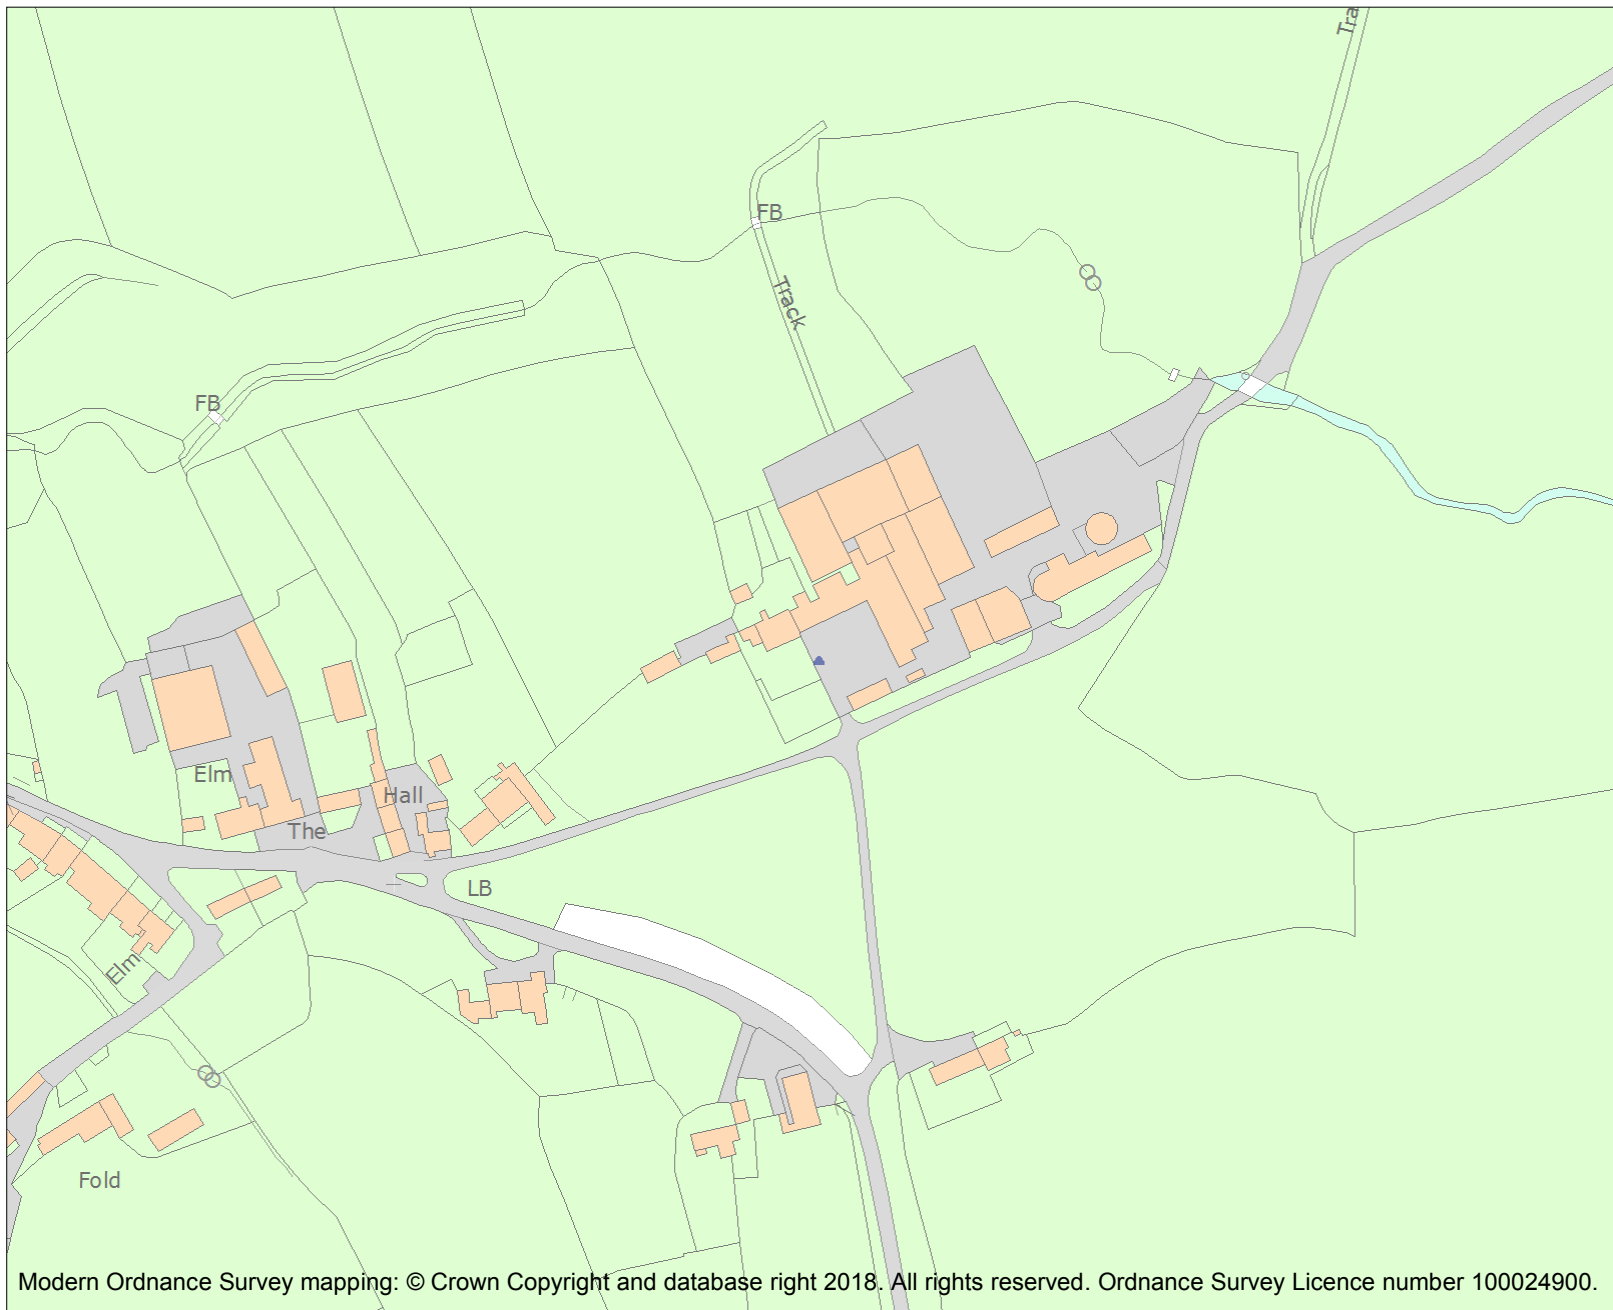 Tra
FB
Track
FB
Elm
Hall
The
LB
Elm
Fold
Modern Ordnance Survey mapping: © Crown Copyright and database right 2018. All rights reserved. Ordnance Survey Licence number 100024900.